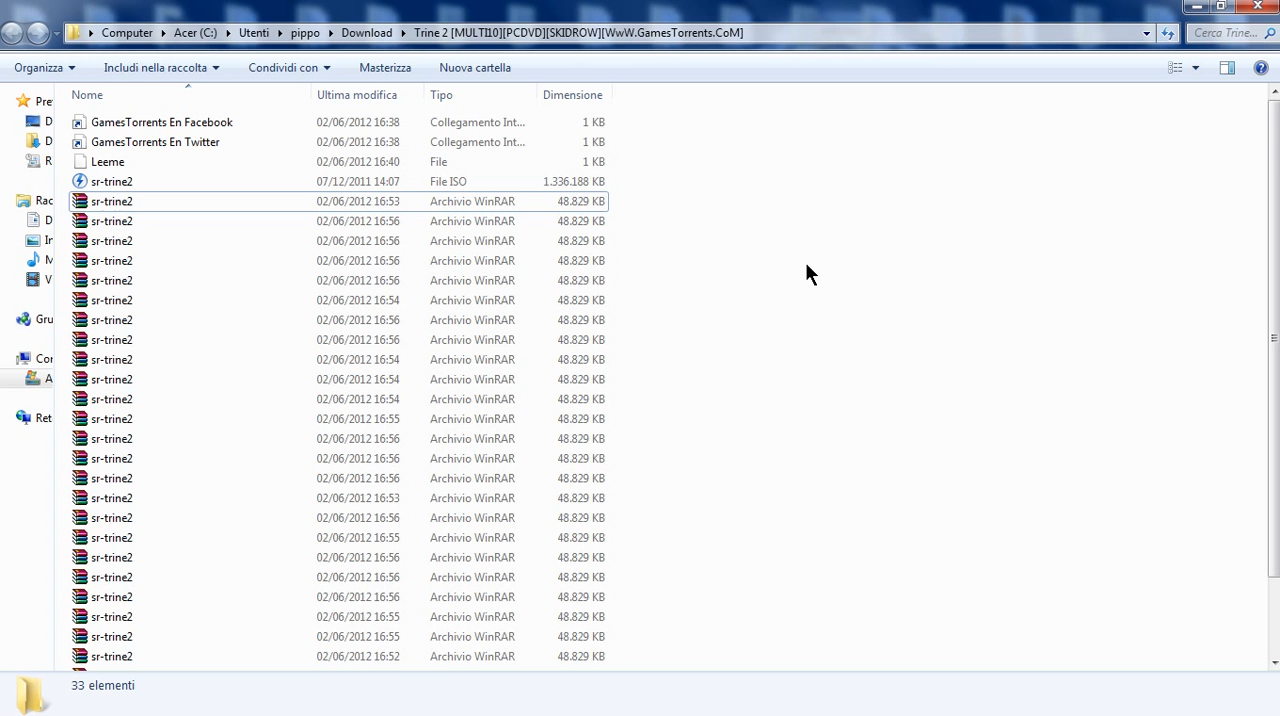 Computer Acer (C:) Utenti pippo Download Trine 2 [MULTI10][PCDVD][SKIDROW][WwW.GamesTorrents.CoM] Cerca Trine...
Organizza Includi nella raccolta Condividi con Masterizza Nuova cartella
Nome Ultima modifica Tipo Dimensione
Pre
GamesTorrents En Facebook 02/06/2012 16:38 Collegamento Int... 1 KB
D
GamesTorrents En Twitter 02/06/2012 16:38 Collegamento Int... 1 KB
D
Leeme 02/06/2012 16:40 File 1 KB
R
sr-trine2 07/12/2011 14:07 File ISO 1.336.188 KB
Rac
sr-trine2 02/06/2012 16:53 Archivio WinRAR 48.829 KB
D
sr-trine2 02/06/2012 16:56 Archivio WinRAR 48.829 KB
In
sr-trine2 02/06/2012 16:56 Archivio WinRAR 48.829 KB
M
sr-trine2 02/06/2012 16:56 Archivio WinRAR 48.829 KB
V
sr-trine2 02/06/2012 16:56 Archivio WinRAR 48.829 KB
sr-trine2 02/06/2012 16:54 Archivio WinRAR 48.829 KB
Gru
sr-trine2 02/06/2012 16:56 Archivio WinRAR 48.829 KB
sr-trine2 02/06/2012 16:56 Archivio WinRAR 48.829 KB
Con
sr-trine2 02/06/2012 16:54 Archivio WinRAR 48.829 KB
A
sr-trine2 02/06/2012 16:54 Archivio WinRAR 48.829 KB
sr-trine2 02/06/2012 16:54 Archivio WinRAR 48.829 KB
Ret
sr-trine2 02/06/2012 16:55 Archivio WinRAR 48.829 KB
sr-trine2 02/06/2012 16:56 Archivio WinRAR 48.829 KB
sr-trine2 02/06/2012 16:56 Archivio WinRAR 48.829 KB
sr-trine2 02/06/2012 16:56 Archivio WinRAR 48.829 KB
sr-trine2 02/06/2012 16:53 Archivio WinRAR 48.829 KB
sr-trine2 02/06/2012 16:56 Archivio WinRAR 48.829 KB
sr-trine2 02/06/2012 16:55 Archivio WinRAR 48.829 KB
sr-trine2 02/06/2012 16:56 Archivio WinRAR 48.829 KB
sr-trine2 02/06/2012 16:56 Archivio WinRAR 48.829 KB
sr-trine2 02/06/2012 16:56 Archivio WinRAR 48.829 KB
sr-trine2 02/06/2012 16:55 Archivio WinRAR 48.829 KB
sr-trine2 02/06/2012 16:55 Archivio WinRAR 48.829 KB
sr-trine2 02/06/2012 16:52 Archivio WinRAR 48.829 KB
33 elementi